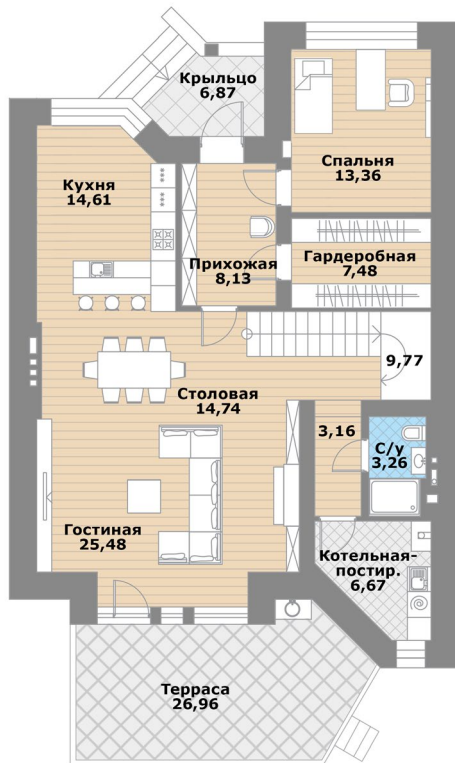 Крыльцо
6,87
Спальня
13,36
Кухня
14,61
Прихожая
8,13
Гардеробная
7,48
9,77
Столовая
14,74
3,16
С/у
3,26
Гостиная
25,48
Котельная-
постир.
6,67
Терраса
26,96